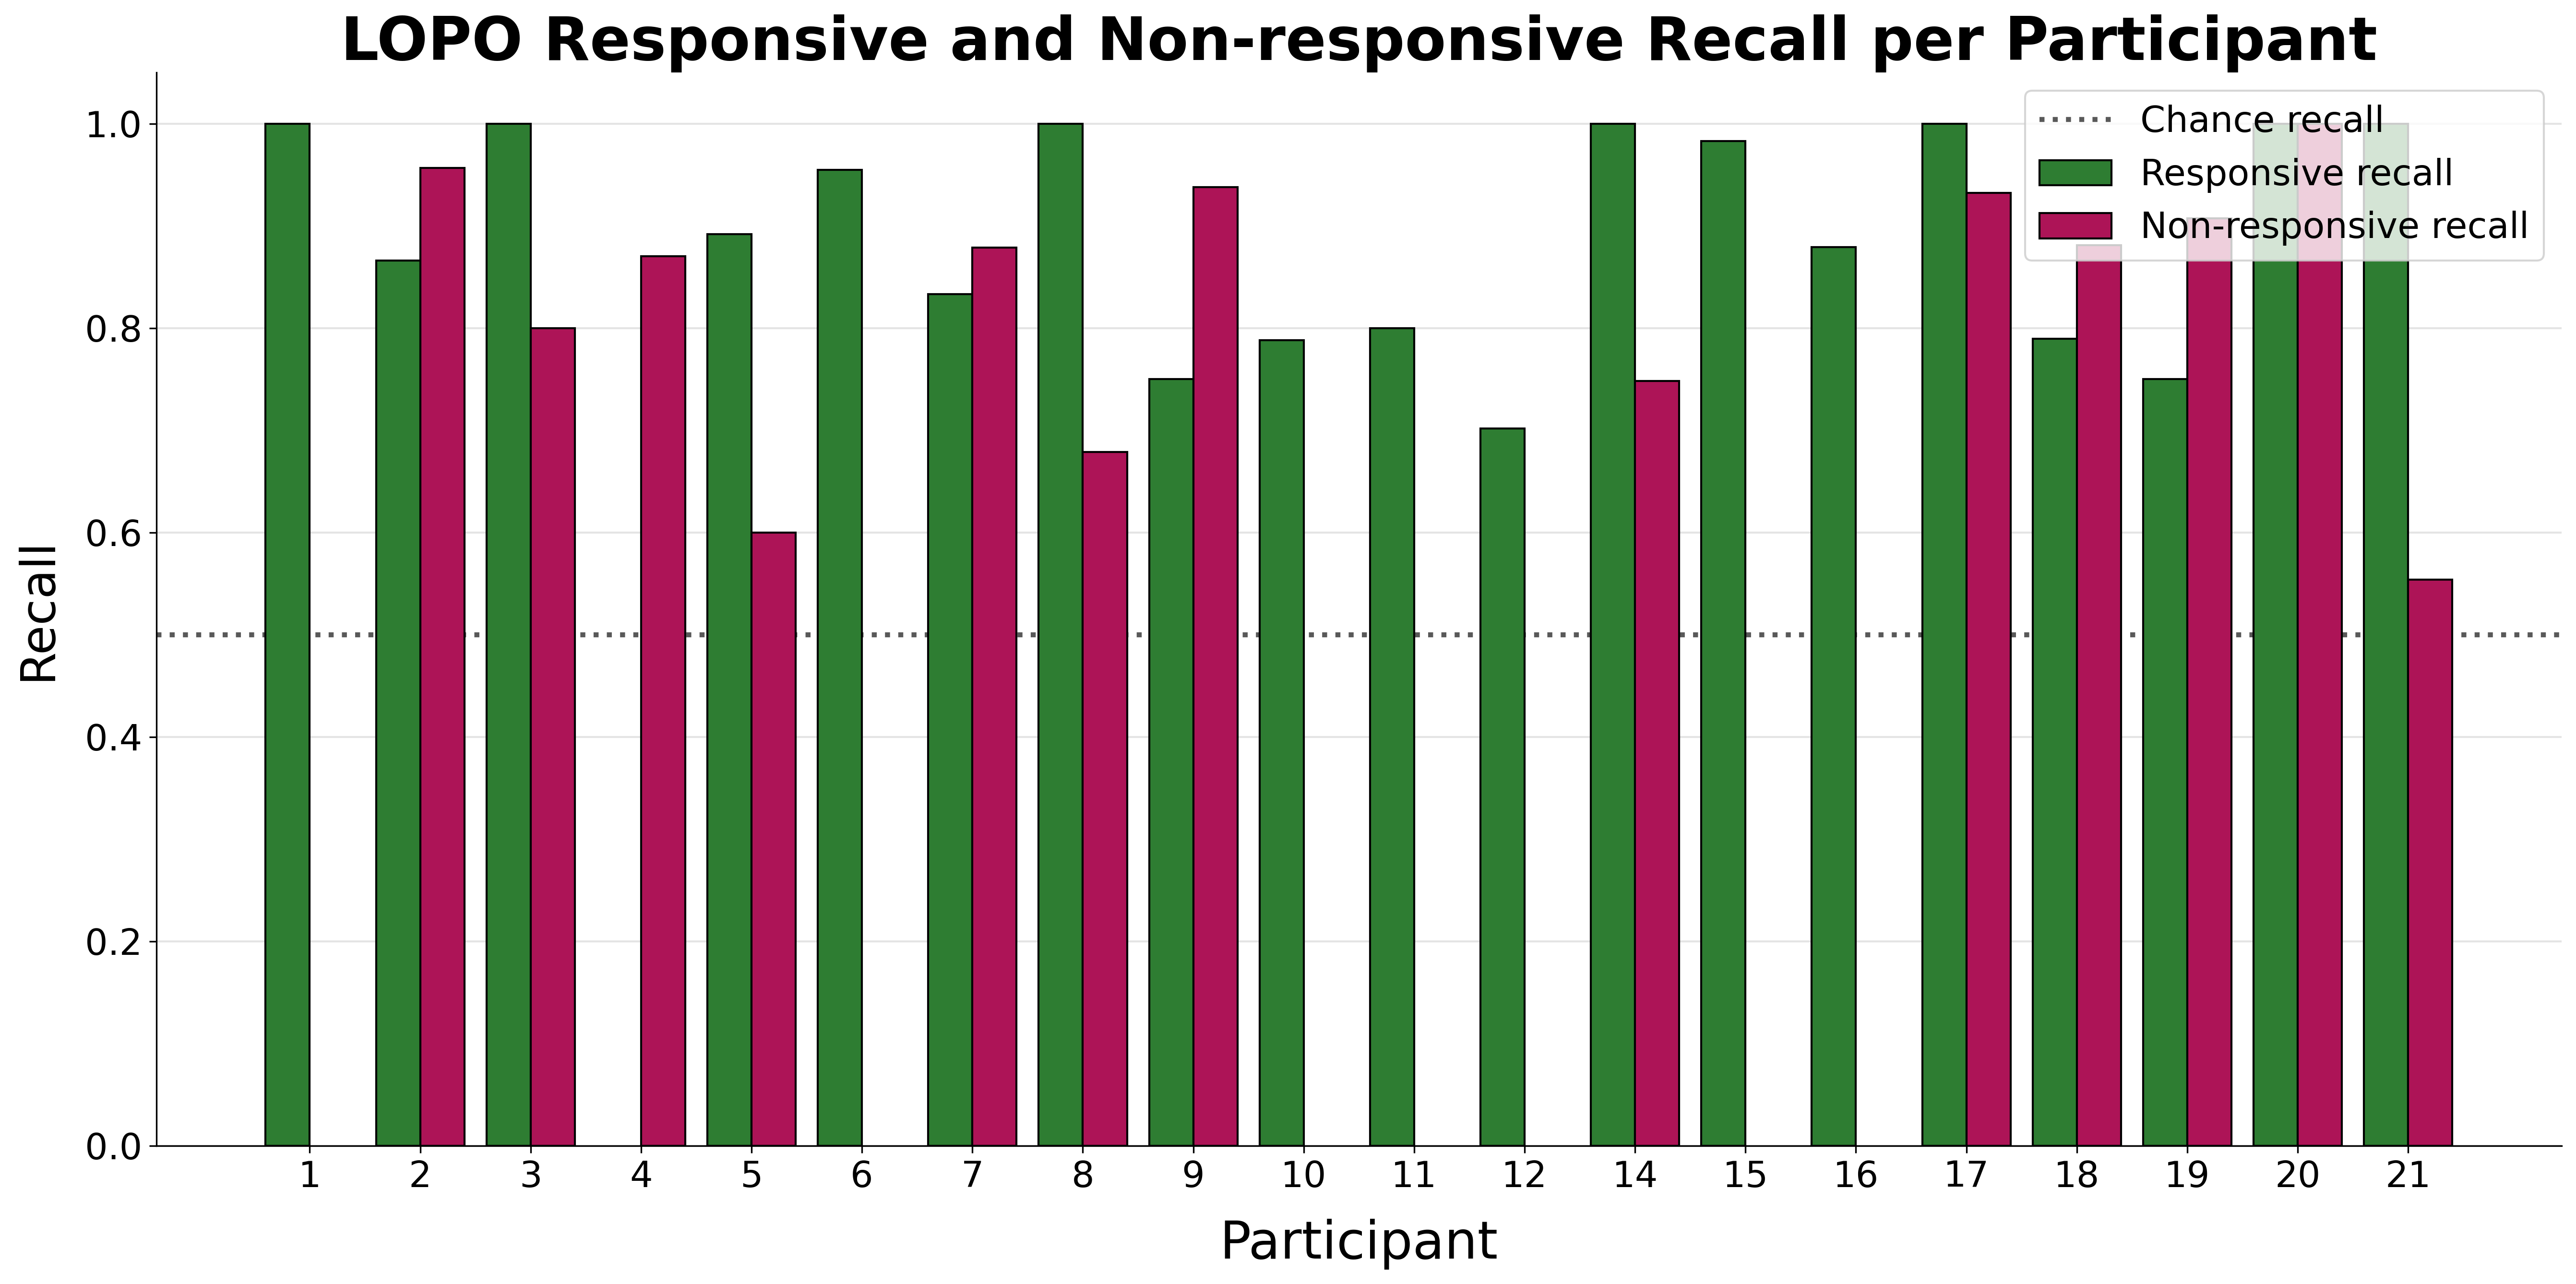 LOPO Responsive and Non-responsive Recall per Participant
Chance recall
Responsive recall
Non-responsive recall
1.0
0.8
0.6
0.4
0.2
0.0
Recall
1 2 3 4 5 6 7 8 9 10 11 12 14 15 16 17 18 19 20 21
Participant